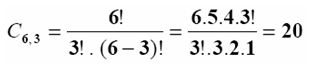 C₆,₃ = 6! / 3! . (6 – 3)! = 6.5.4.3! / 3!.3.2.1 = 20